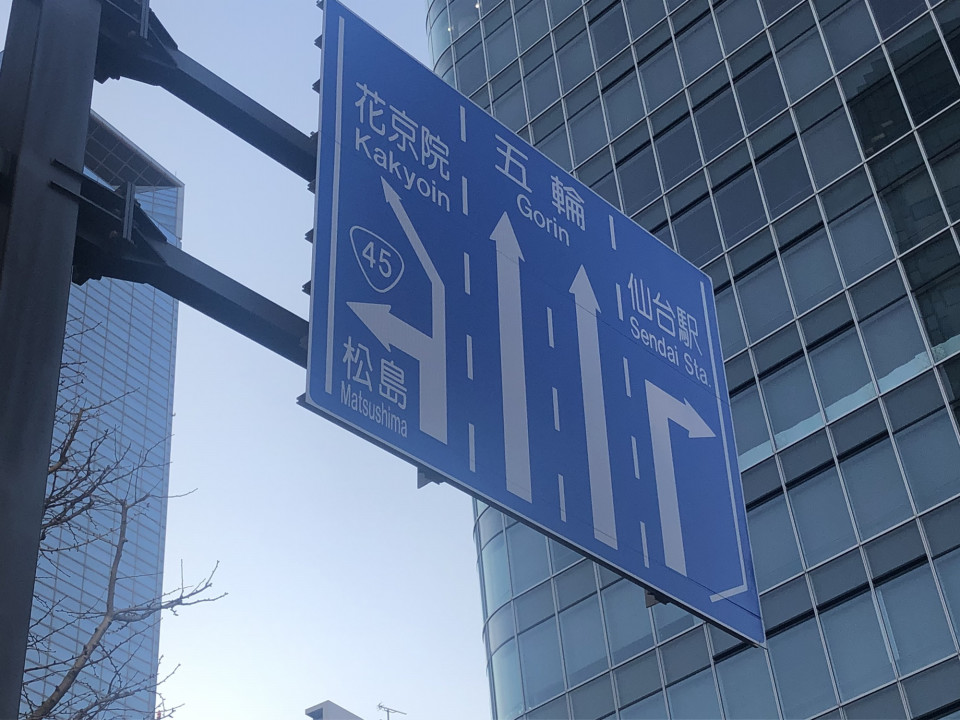 花京院
Kakyoin
45
松島
Matsushima
五輪
Gorin
仙台駅
Sendai Sta.